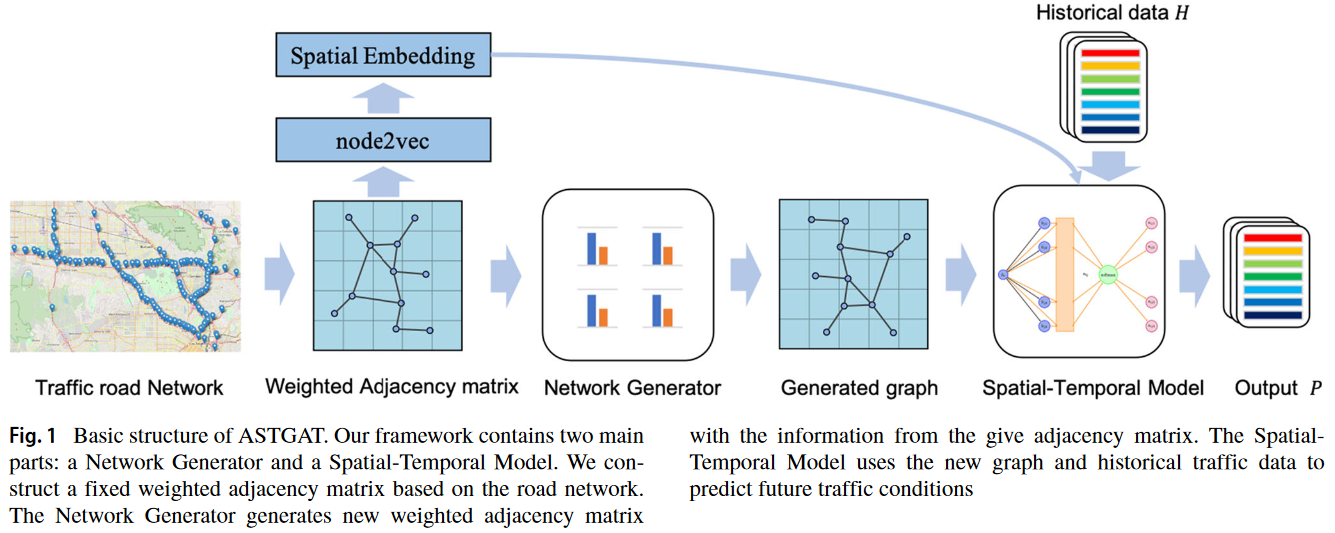 Historical data H
Spatial Embedding
node2vec
Traffic road Network
Weighted Adjacency matrix
Network Generator
Generated graph
Spatial-Temporal Model
Output P
Fig. 1 Basic structure of ASTGAT. Our framework contains two main
parts: a Network Generator and a Spatial-Temporal Model. We con-
struct a fixed weighted adjacency matrix based on the road network.
The Network Generator generates new weighted adjacency matrix
with the information from the give adjacency matrix. The Spatial-
Temporal Model uses the new graph and historical traffic data to
predict future traffic conditions